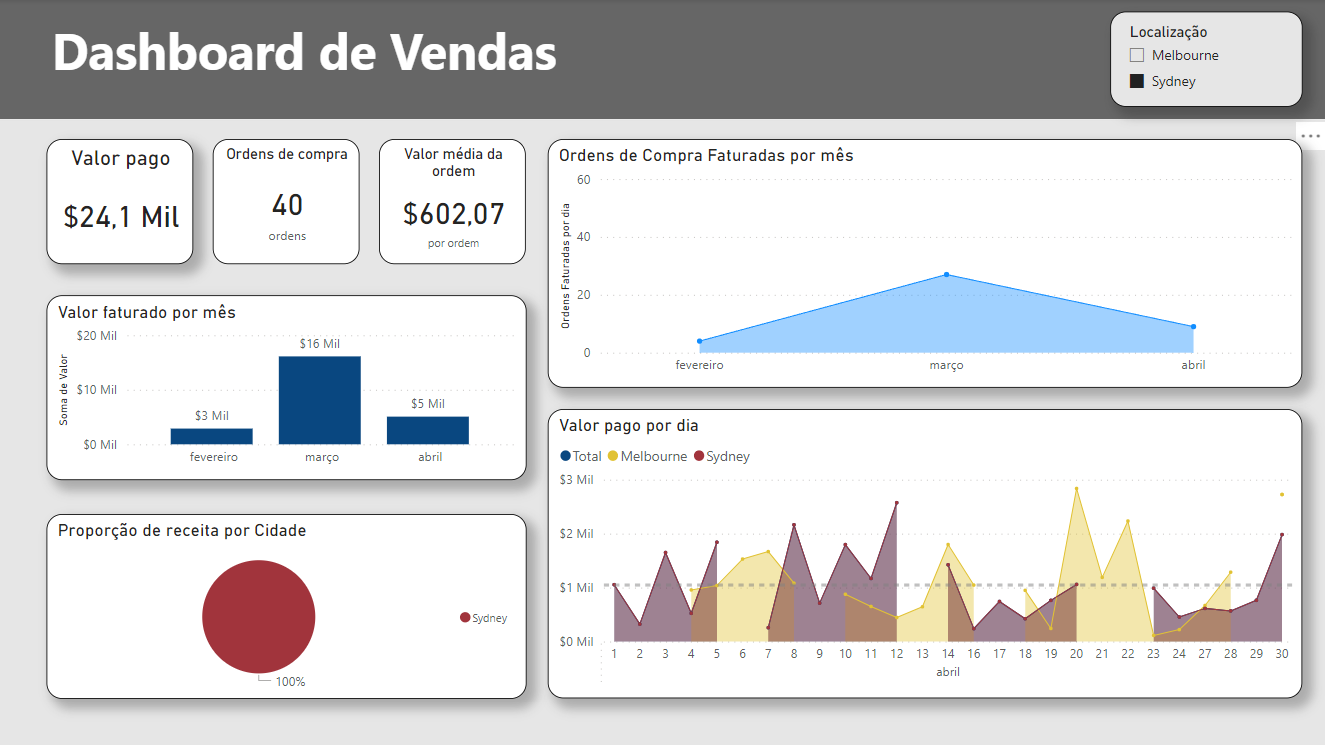 Dashboard de Vendas
Localização
Melbourne
Sydney
Valor pago
$24,1 Mil
Ordens de compra
40
ordens
Valor média da
ordem
$602,07
por ordem
Ordens de Compra Faturadas por mês
Ordens Faturadas por dia
60
40
20
0
fevereiro março abril
Valor faturado por mês
Soma de Valor
$20 Mil
$10 Mil
$0 Mil
$3 Mil
$16 Mil
$5 Mil
fevereiro março abril
Valor pago por dia
Total Melbourne Sydney
$3 Mil
$2 Mil
$1 Mil
$0 Mil
1 2 3 4 5 6 7 8 9 10 11 12 13 14 16 17 18 19 20 21 22 23 24 27 28 29 30
abril
Proporção de receita por Cidade
Sydney
100%